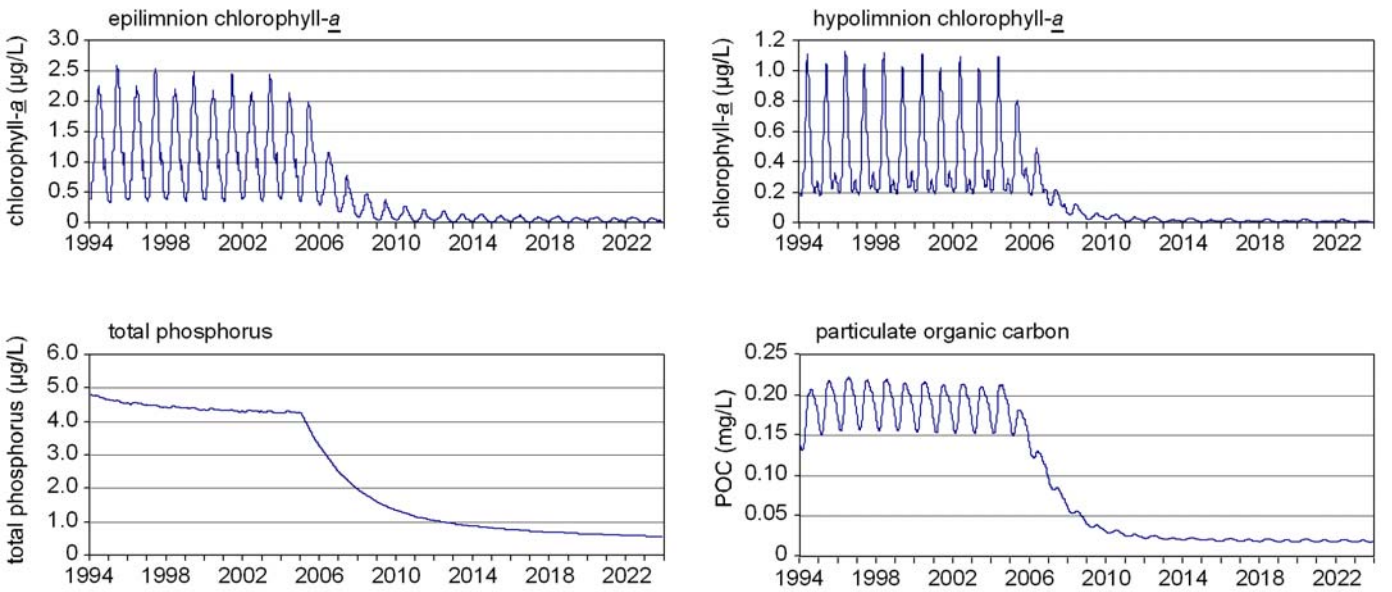 epilimnion chlorophyll-a
chlorophyll-a (µg/L)
3.0
2.5
2.0
1.5
1.0
0.5
0
1994 1998 2002 2006 2010 2014 2018 2022
hypolimnion chlorophyll-a
chlorophyll-a (µg/L)
1.2
1.0
0.8
0.6
0.4
0.2
0
1994 1998 2002 2006 2010 2014 2018 2022
total phosphorus
total phosphorus (µg/L)
6.0
5.0
4.0
3.0
2.0
1.0
0
1994 1998 2002 2006 2010 2014 2018 2022
particulate organic carbon
POC (mg/L)
0.25
0.20
0.15
0.10
0.05
0
1994 1998 2002 2006 2010 2014 2018 2022